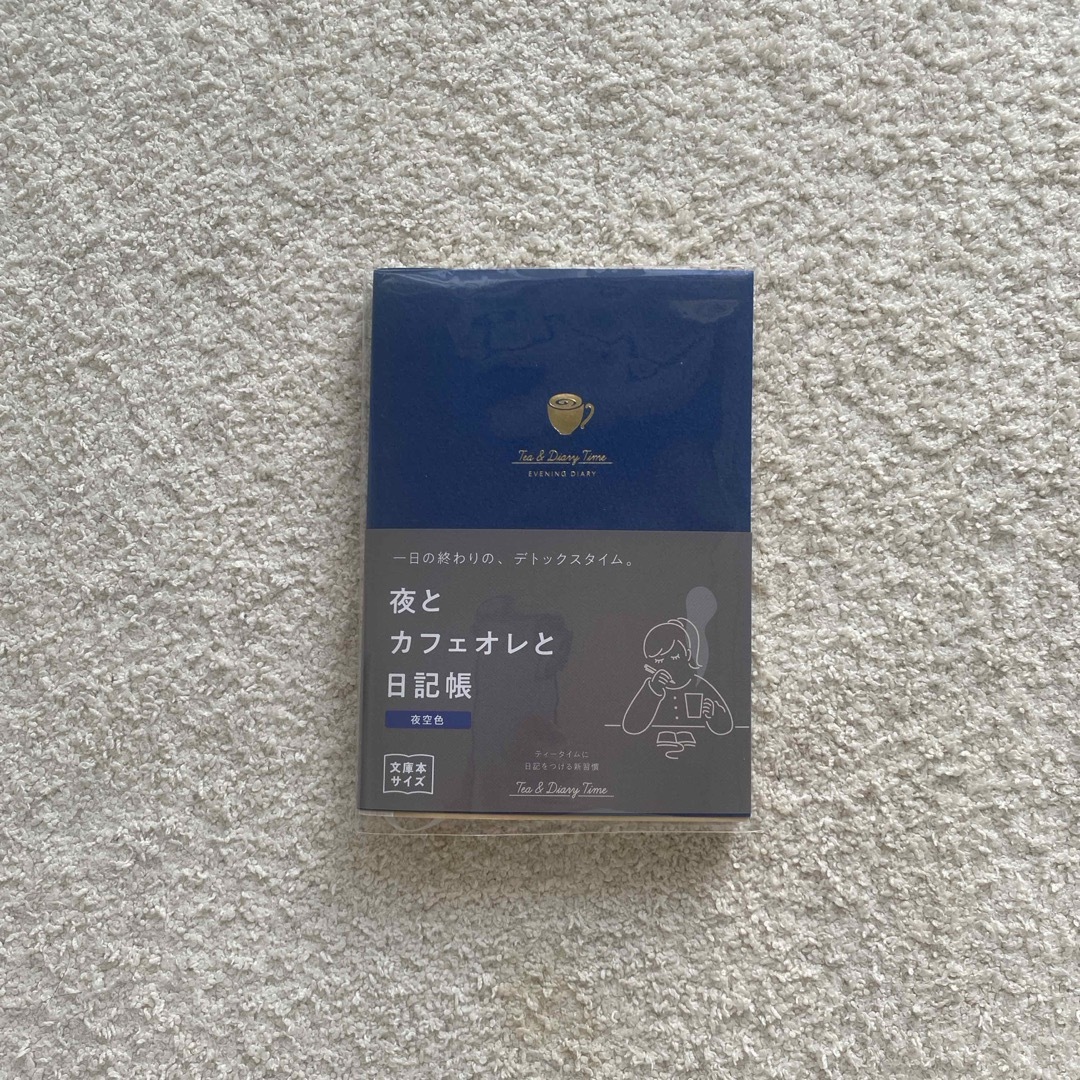 Tea & Diary Time
EVENING DIARY
一日の終わりの、デトックスタイム。
夜と
カフェオレと
日記帳
夜空色
文庫本
サイズ
ティータイムに
日記をつける新習慣
Tea & Diary Time